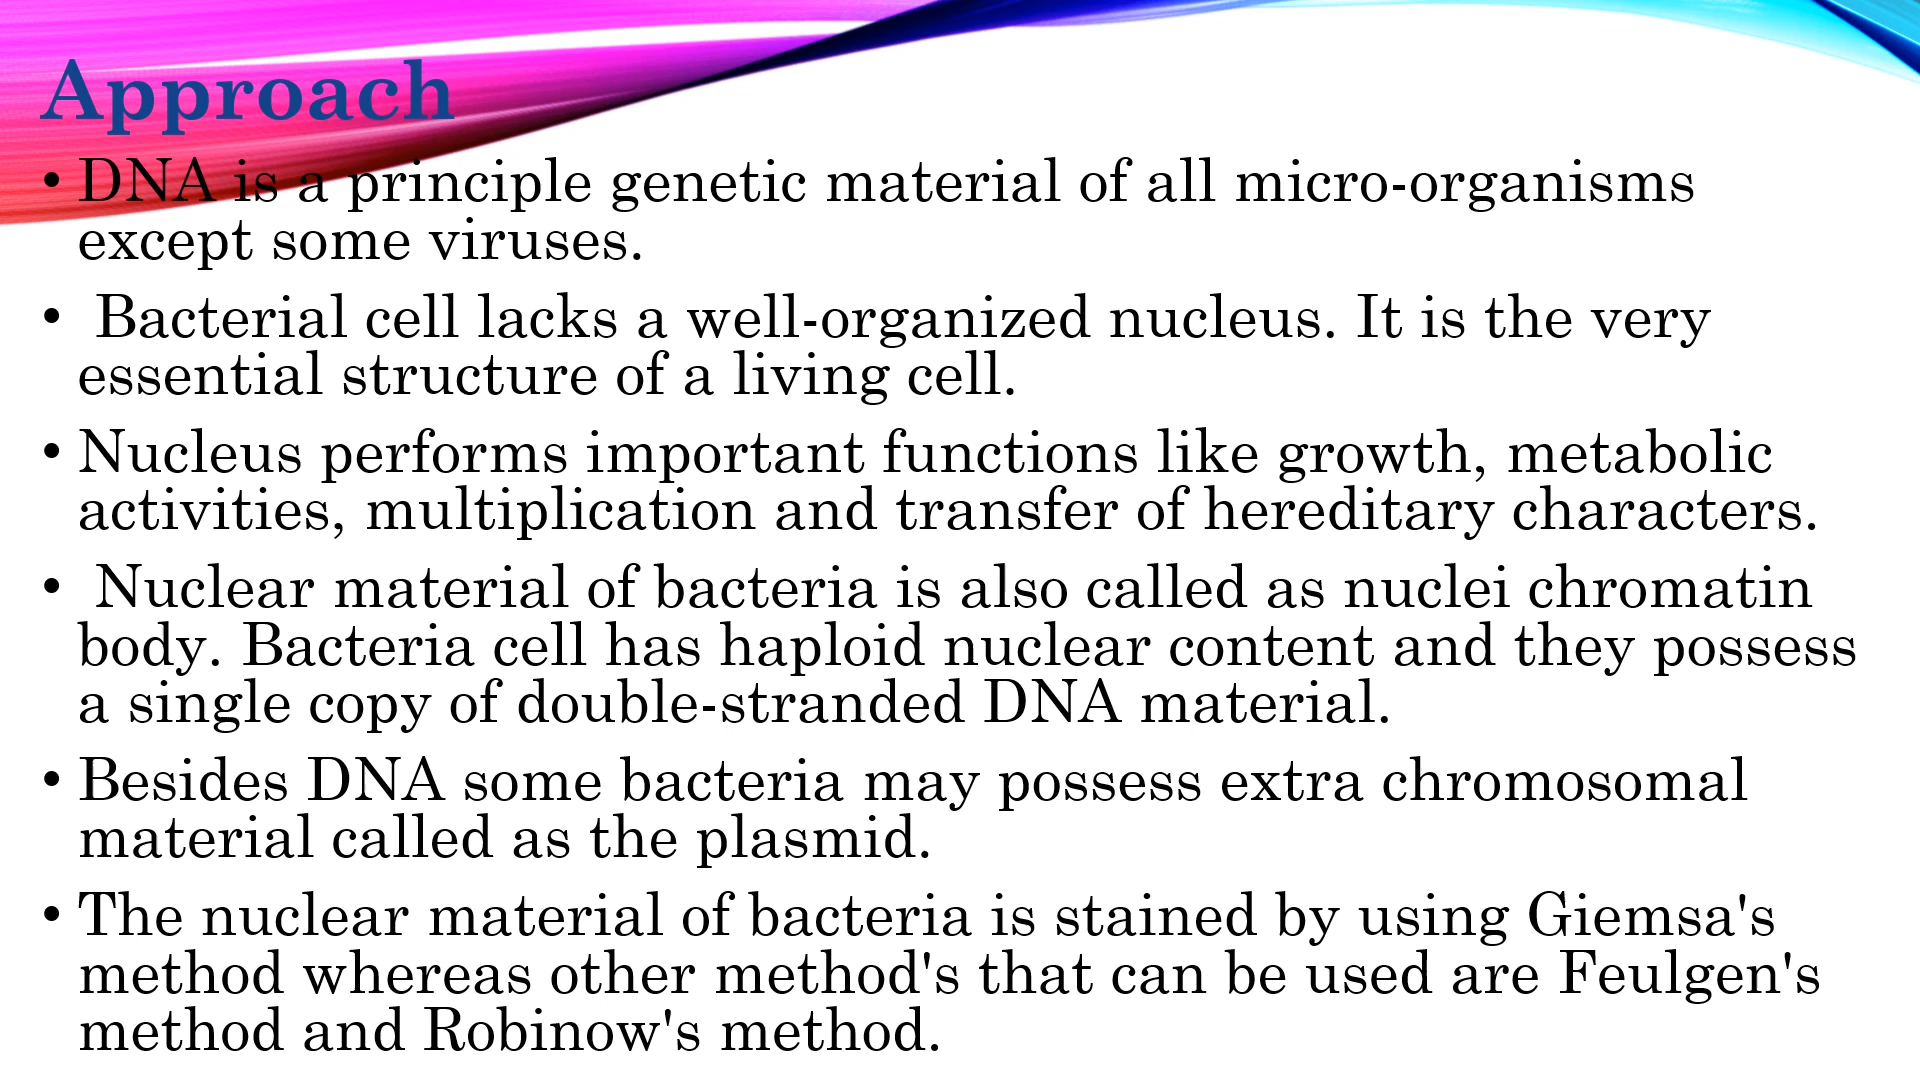 Approach
• DNA is a principle genetic material of all micro-organisms
except some viruses.
• Bacterial cell lacks a well-organized nucleus. It is the very
essential structure of a living cell.
• Nucleus performs important functions like growth, metabolic
activities, multiplication and transfer of hereditary characters.
• Nuclear material of bacteria is also called as nuclei chromatin
body. Bacteria cell has haploid nuclear content and they possess
a single copy of double-stranded DNA material.
• Besides DNA some bacteria may possess extra chromosomal
material called as the plasmid.
• The nuclear material of bacteria is stained by using Giemsa's
method whereas other method's that can be used are Feulgen's
method and Robinow's method.